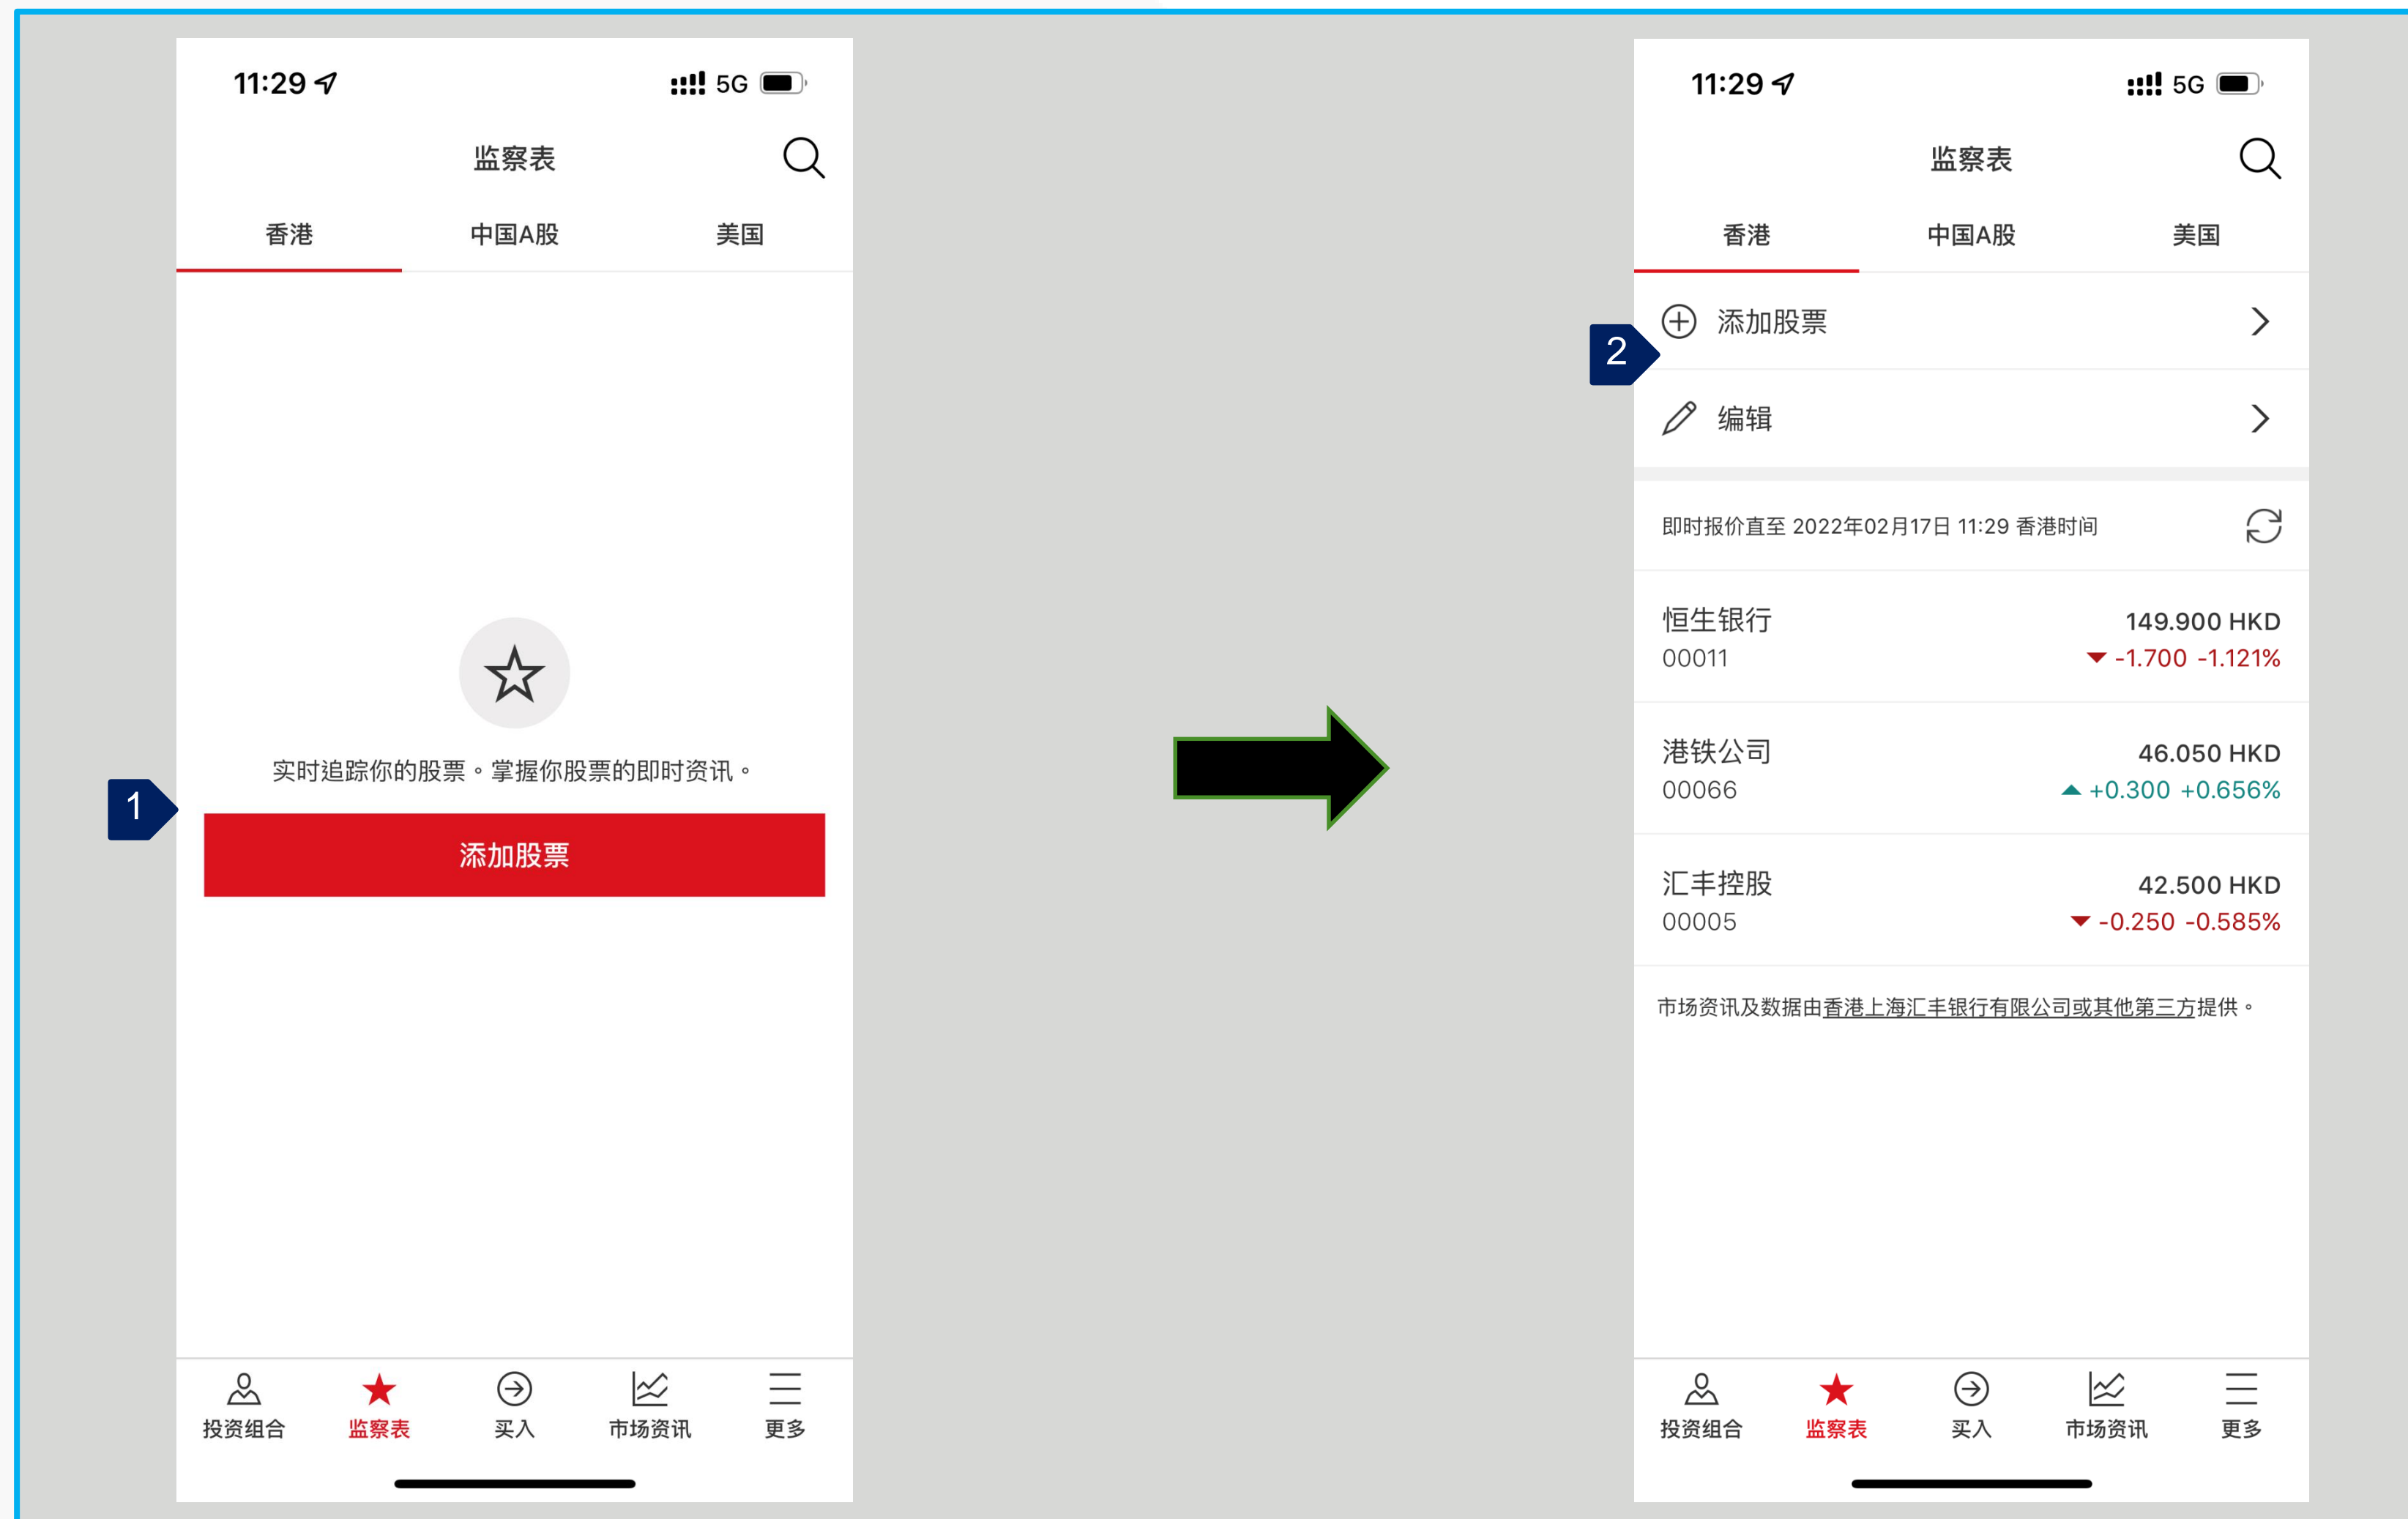 11:29
5G
监察表
香港 中国A股 美国
实时追踪你的股票。掌握你股票的即时资讯。
1
添加股票
投资组合 监察表 买入 市场资讯 更多
11:29
5G
监察表
香港 中国A股 美国
添加股票
2
编辑
即时报价直至 2022年02月17日 11:29 香港时间
恒生银行 149.900 HKD
00011 -1.700 -1.121%
港铁公司 46.050 HKD
00066 +0.300 +0.656%
汇丰控股 42.500 HKD
00005 -0.250 -0.585%
市场资讯及数据由香港上海汇丰银行有限公司或其他第三方提供。
投资组合 监察表 买入 市场资讯 更多